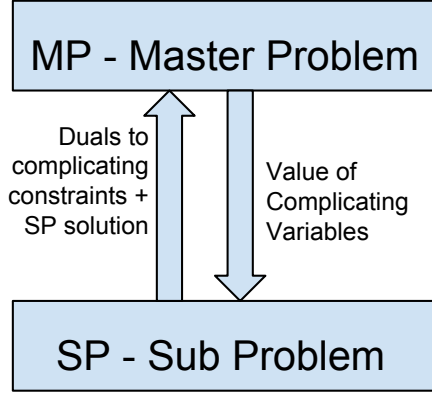 MP - Master Problem
Duals to
complicating
constraints +
SP solution
Value of
Complicating
Variables
SP - Sub Problem